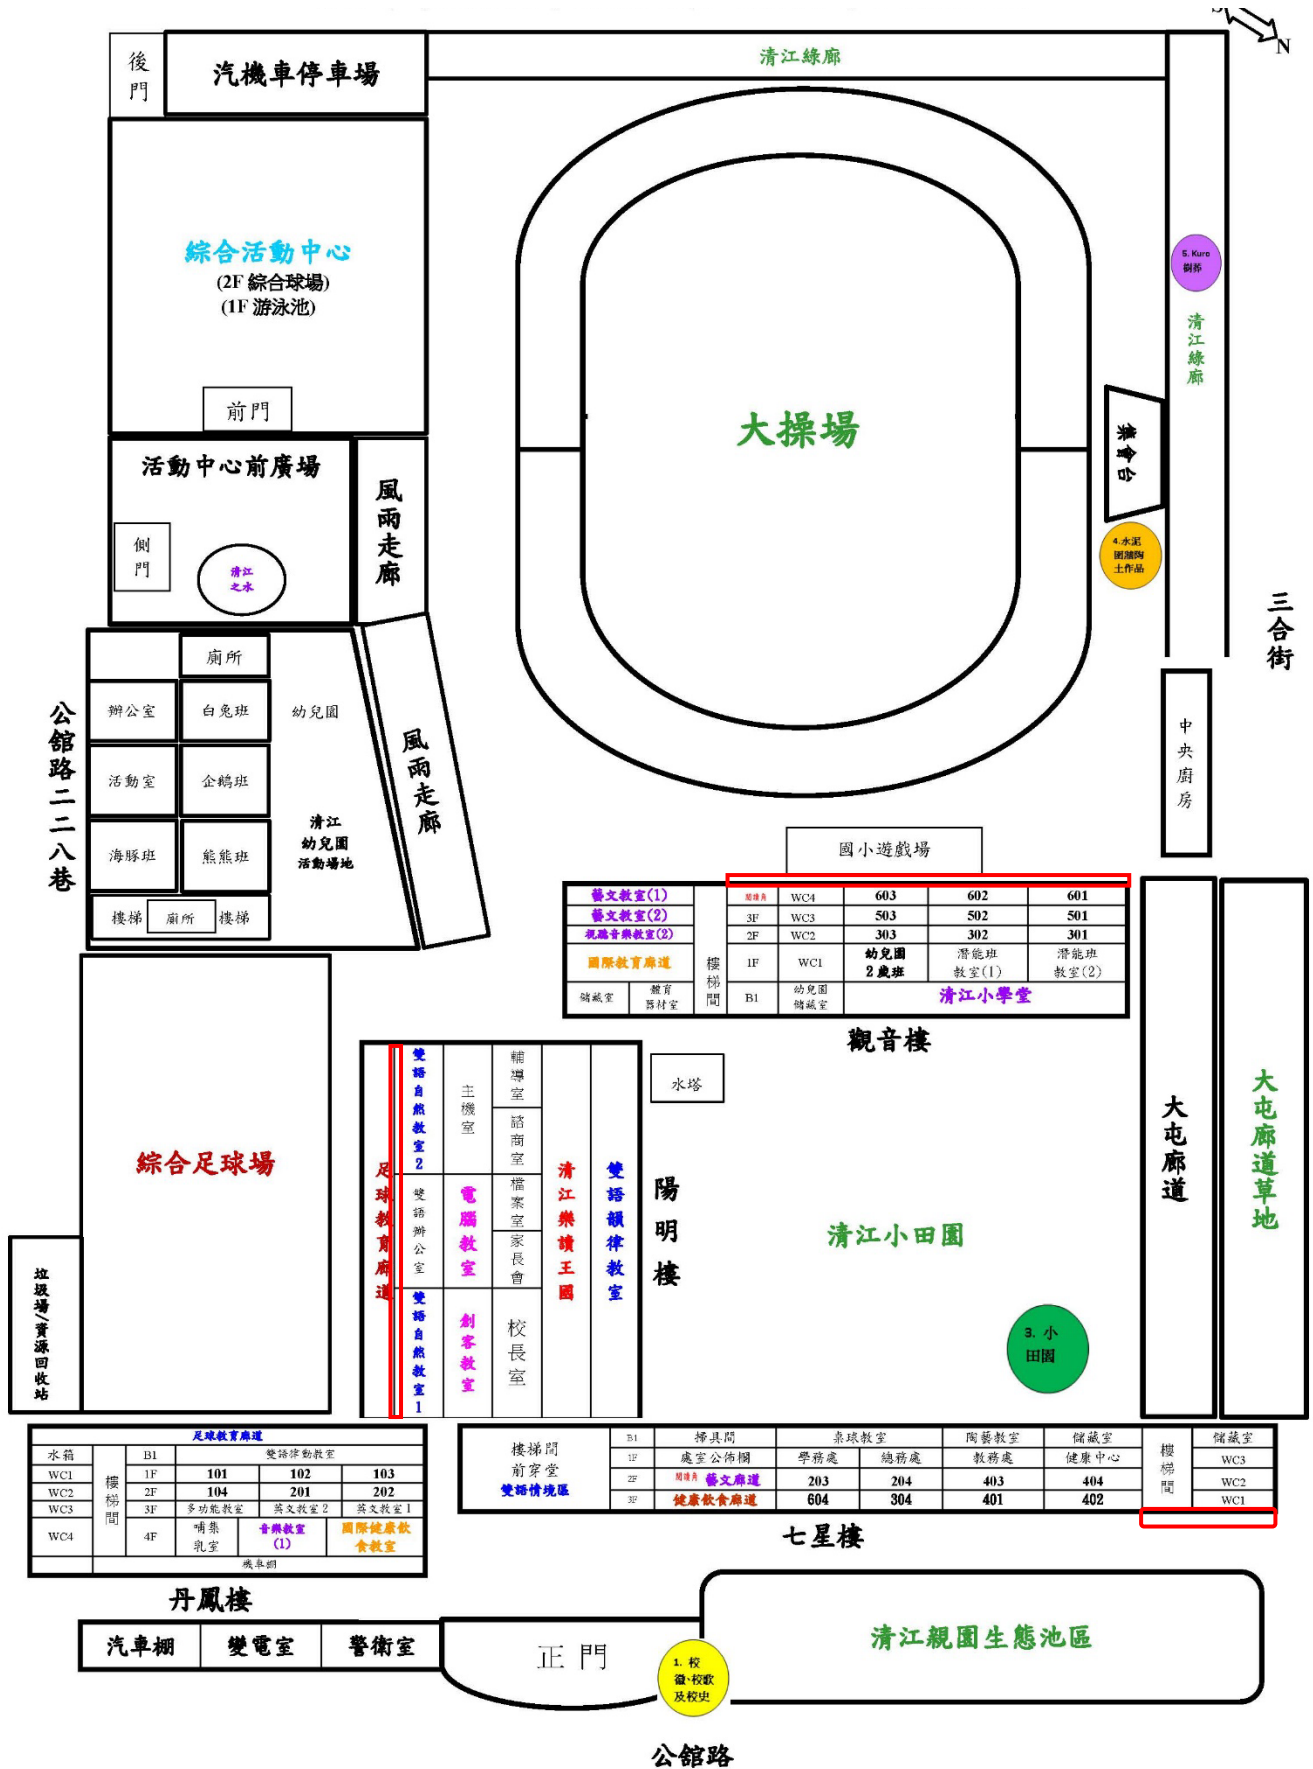 N
後門
汽機車停車場
清江綠廊
綜合活動中心
(2F 綜合球場)
(1F 游泳池)
前門
5. Kuro
樹葬
清江綠廊
大操場
集會台
活動中心前廣場
風雨走廊
側門
清江
之水
4.水泥
圍牆陶
土作品
三合街
廁所
辦公室 白兔班 幼兒園
活動室 企鵝班
海豚班 熊熊班
清江
幼兒園
活動場地
樓梯 廁所 樓梯
公舘路二二八巷
風雨走廊
中央廚房
國小遊戲場
藝文教室(1) 閱讀角 WC4 603 602 601
藝文教室(2) 3F WC3 503 502 501
視聽音樂教室(2) 2F WC2 303 302 301
國際教育廊道 樓梯間 1F WC1 幼兒園 2歲班 潛能班 教室(1) 潛能班 教室(2)
儲藏室 體育器材室 B1 幼兒園儲藏室 清江小學堂
觀音樓
綜合足球場
足球教育廊道
雙語自然教室2
雙語辦公室
雙語自然教室1
主機室
電腦教室
創客教室
輔導室
諮商室
檔案室
家長會
校長室
清江樂讀王國
雙語韻律教室
水塔
陽明樓
清江小田園
3. 小
田園
大屯廊道
大屯廊道草地
垃圾場/資源回收站
足球教育廊道
水箱 樓梯間 B1 雙語律動教室
WC1 1F 101 102 103
WC2 2F 104 201 202
WC3 3F 多功能教室 英文教室2 英文教室1
WC4 4F 哺集乳室 音樂教室(1) 國際健康飲食教室
機車棚
丹鳳樓
樓梯間
前穿堂
雙語情境區
B1 掃具間 桌球教室 陶藝教室 儲藏室 樓梯間 儲藏室
1F 處室公佈欄 學務處 總務處 教務處 健康中心 WC3
2F 閱讀角 藝文廊道 203 204 403 404 WC2
3F 健康飲食廊道 604 304 401 402 WC1
七星樓
汽車棚 變電室 警衛室
正門
1. 校
徽、校歌
及校史
清江親園生態池區
公舘路